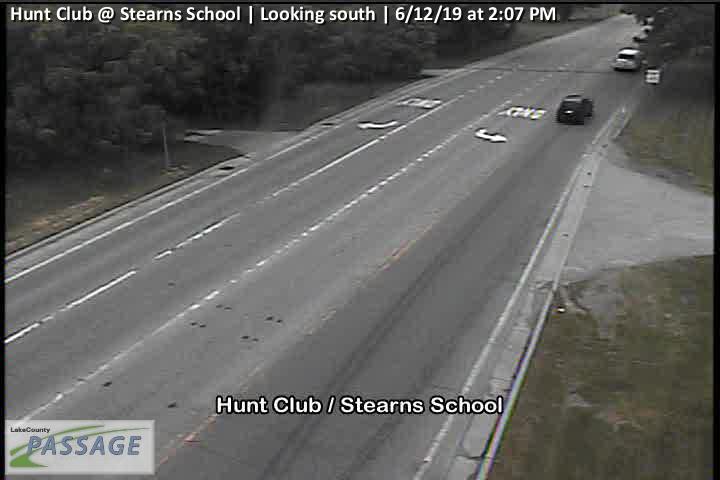 Hunt Club @ Stearns School | Looking south | 6/12/19 at 2:07 PM
ONLY
Hunt Club / Stearns School
LakeCounty
PASSAGE